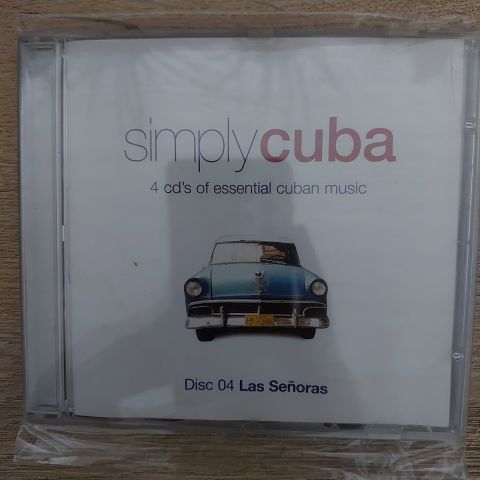 simplycuba
4 cd's of essential cuban music
Disc 04 Las Señoras